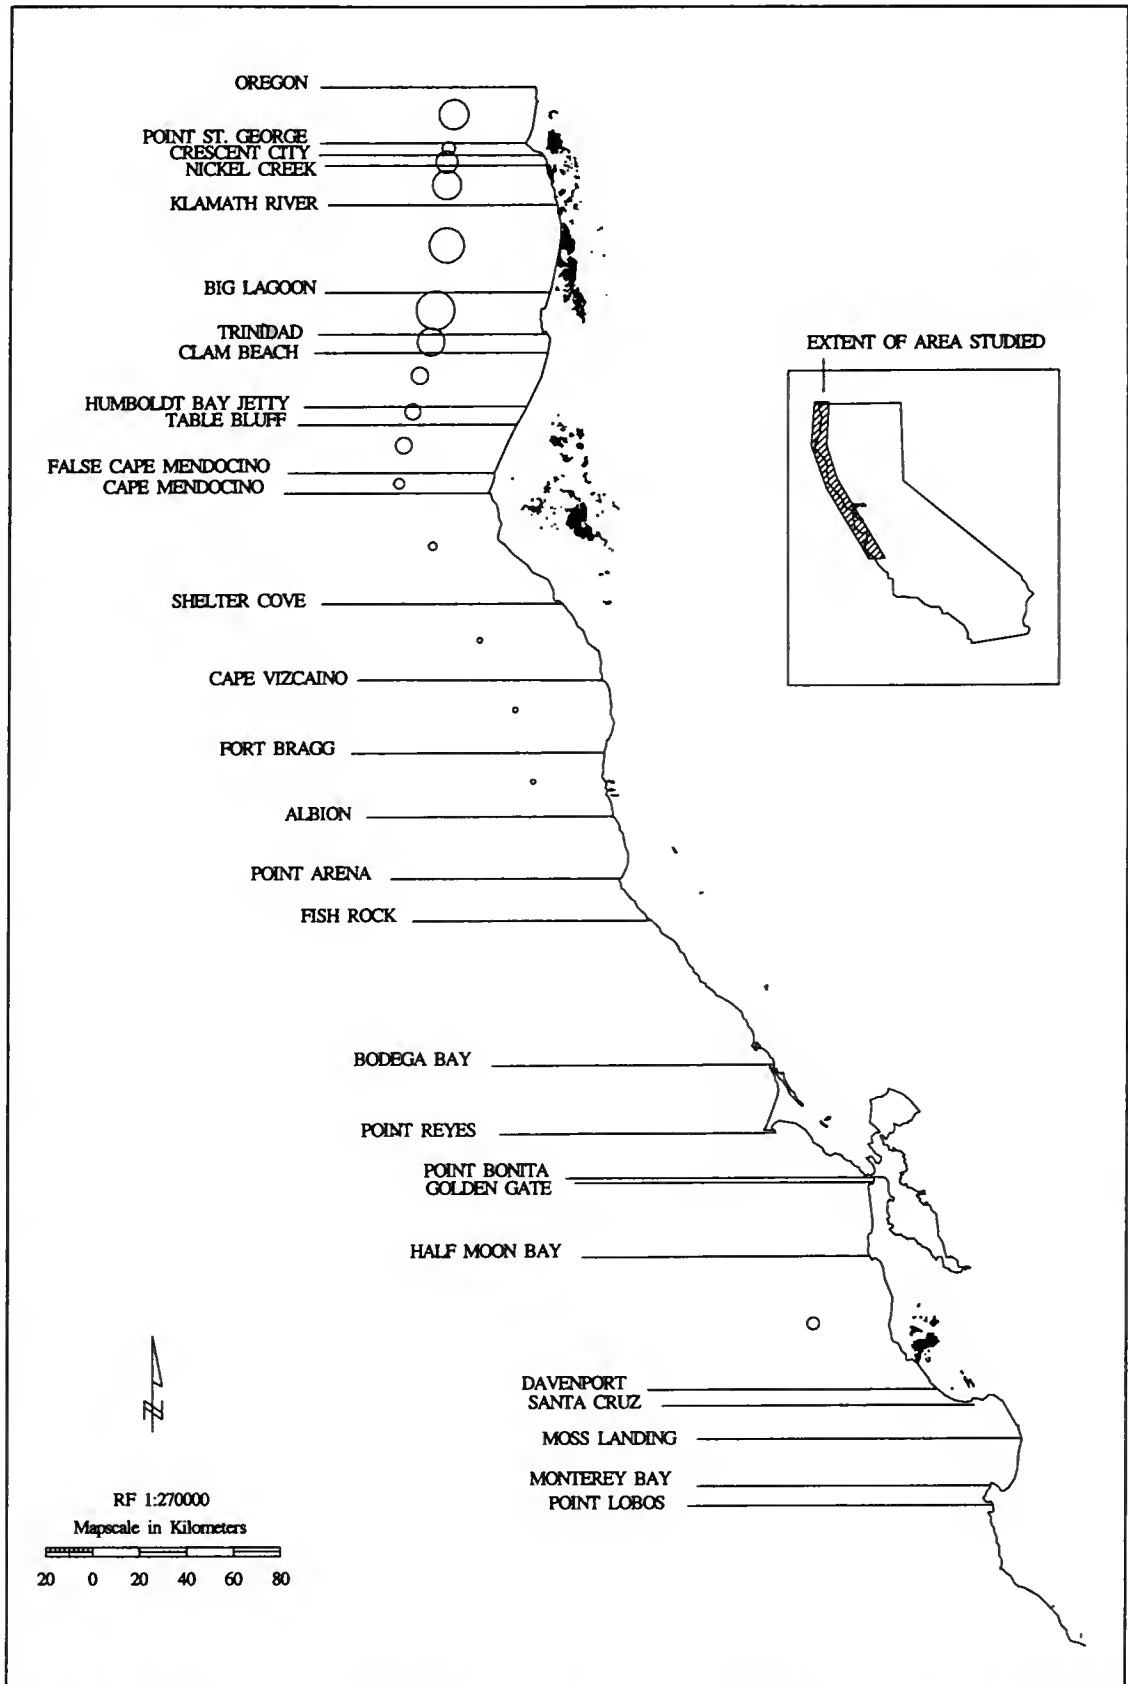 OREGON
POINT ST. GEORGE
CRESCENT CITY
NICKEL CREEK
KLAMATH RIVER
BIG LAGOON
TRINIDAD
CLAM BEACH
EXTENT OF AREA STUDIED
HUMBOLDT BAY JETTY
TABLE BLUFF
FALSE CAPE MENDOCINO
CAPE MENDOCINO
SHELTER COVE
CAPE VIZCAINO
FORT BRAGG
ALBION
POINT ARENA
FISH ROCK
BODEGA BAY
POINT REYES
POINT BONITA
GOLDEN GATE
HALF MOON BAY
DAVENPORT
SANTA CRUZ
MOSS LANDING
MONTEREY BAY
POINT LOBOS
N
RF 1:270000
Mapscale in Kilometers
20 0 20 40 60 80